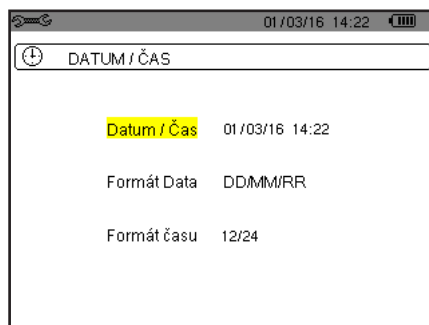 01/03/16 14:22
DATUM / ČAS
Datum / Čas 01/03/16 14:22
Formát Data DD/MM/RR
Formát času 12/24